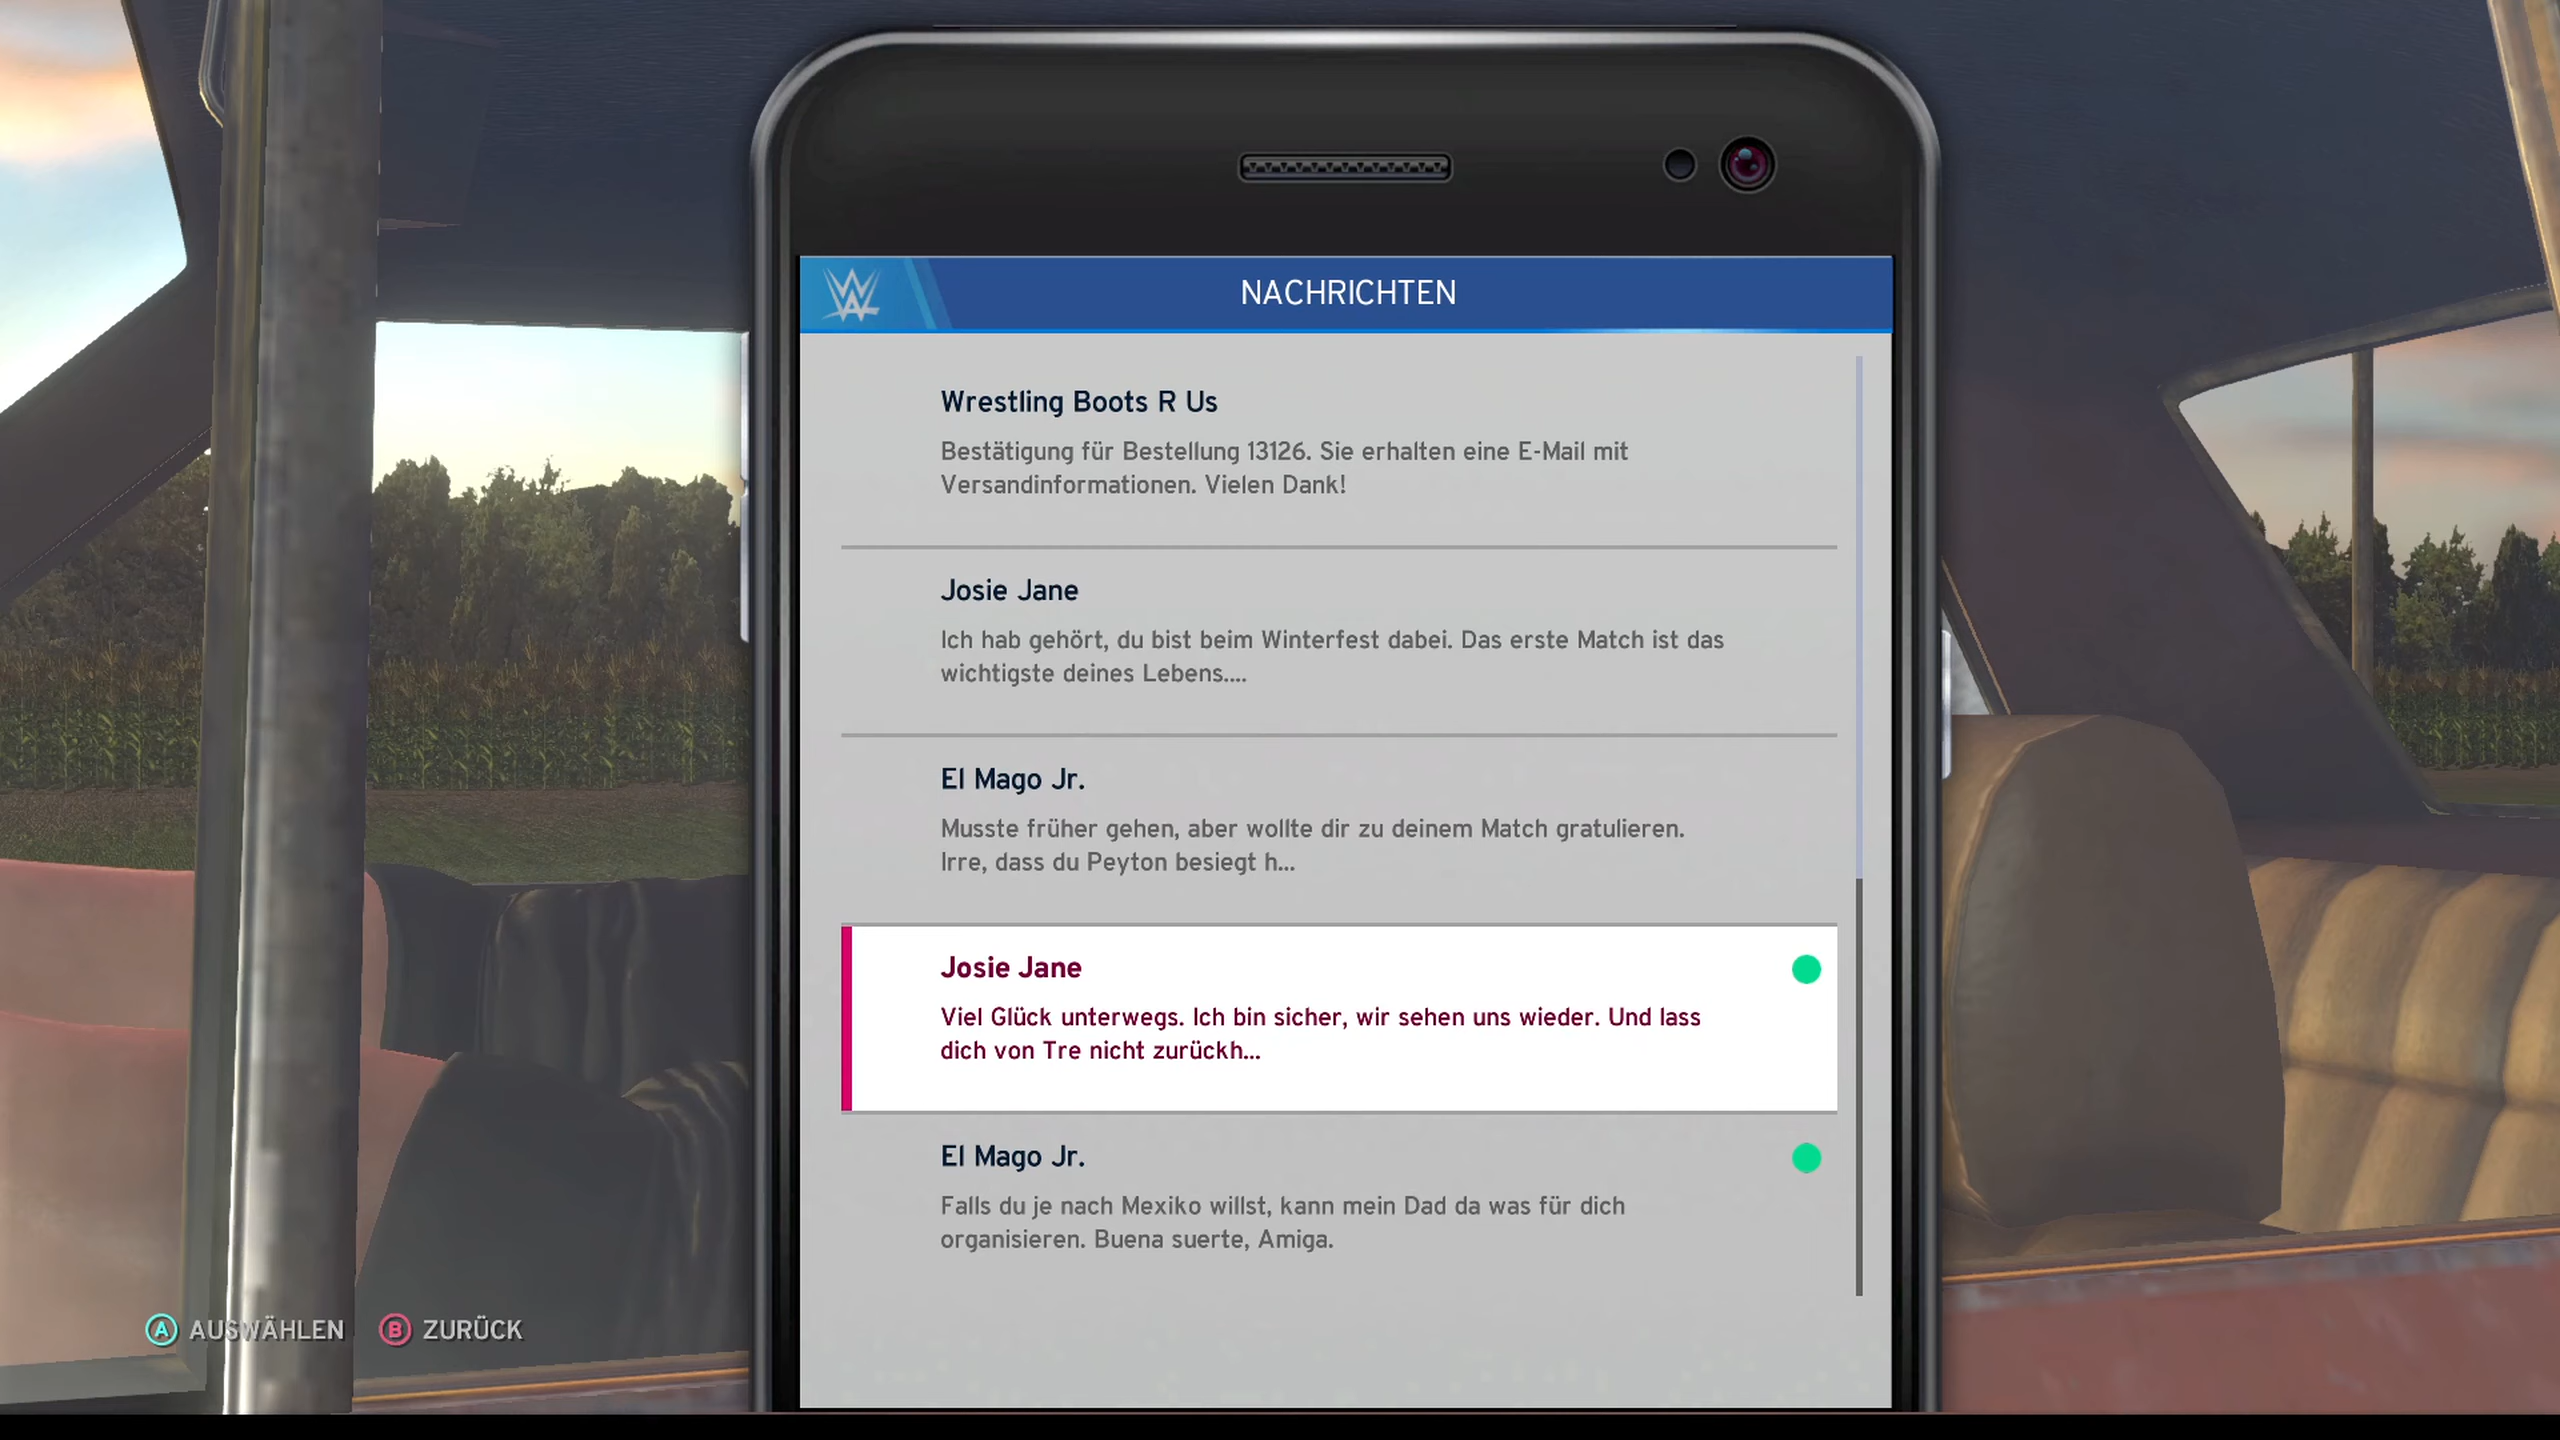 NACHRICHTEN
Wrestling Boots R Us
Bestätigung für Bestellung 13126. Sie erhalten eine E-Mail mit
Versandinformationen. Vielen Dank!
Josie Jane
Ich hab gehört, du bist beim Winterfest dabei. Das erste Match ist das
wichtigste deines Lebens....
El Mago Jr.
Musste früher gehen, aber wollte dir zu deinem Match gratulieren.
Irre, dass du Peyton besiegt h...
Josie Jane
Viel Glück unterwegs. Ich bin sicher, wir sehen uns wieder. Und lass
dich von Tre nicht zurückh...
El Mago Jr.
Falls du je nach Mexiko willst, kann mein Dad da was für dich
organisieren. Buena suerte, Amiga.
A AUSWÄHLEN B ZURÜCK